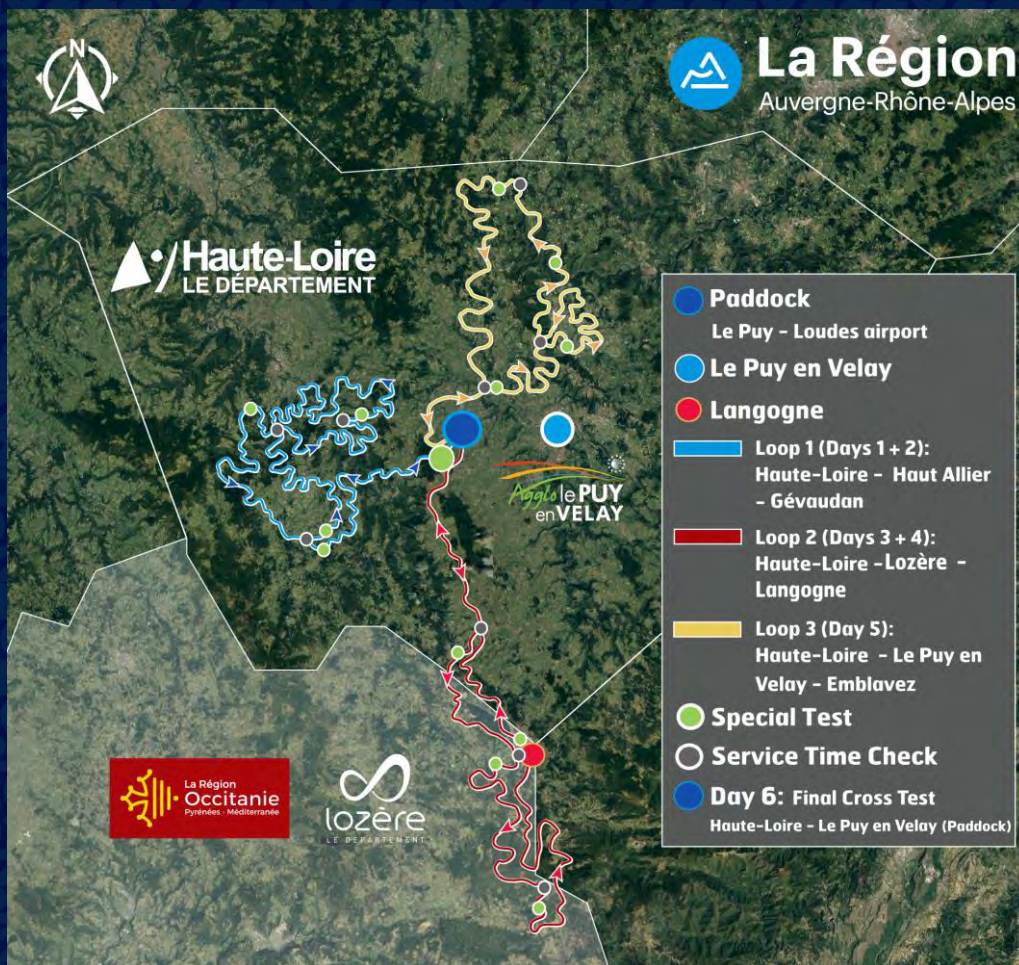 N
La Région
Auvergne-Rhône-Alpes
Haute-Loire
LE DÉPARTEMENT
Paddock
Le Puy - Loudes airport
Le Puy en Velay
Langogne
Loop 1 (Days 1 + 2):
Haute-Loire - Haut Allier
- Gévaudan
Loop 2 (Days 3 + 4):
Haute-Loire -Lozère -
Langogne
Loop 3 (Day 5):
Haute-Loire - Le Puy en
Velay - Emblavez
Special Test
Service Time Check
Day 6: Final Cross Test
Haute-Loire - Le Puy en Velay (Paddock)
Agglo le PUY
en VELAY
La Région
Occitanie
Pyrénées - Méditerranée
lozère
LE DÉPARTEMENT